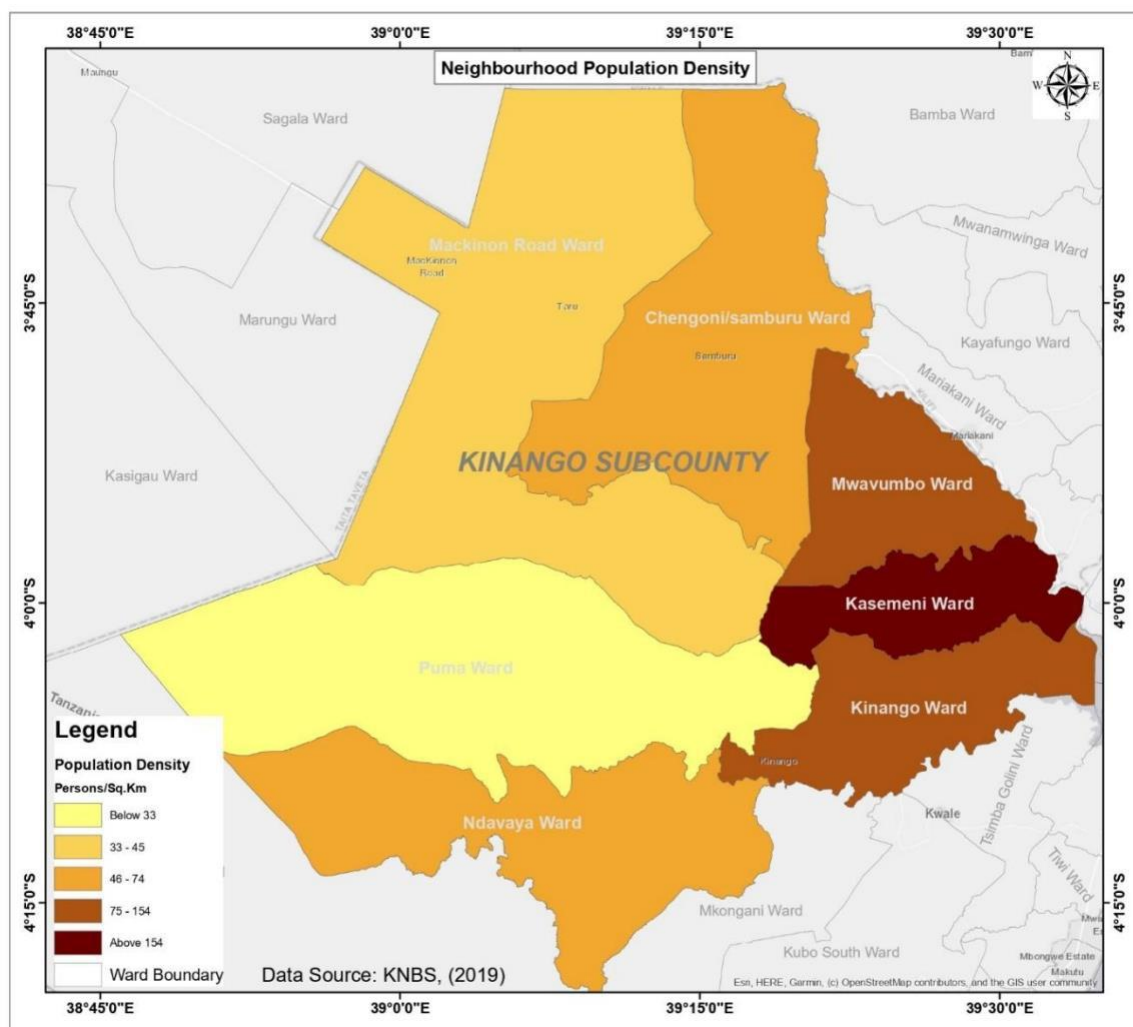 38°45'0"E
39°0'0"E
39°15'0"E
39°30'0"E
Neighbourhood Population Density
N
W
E
S
Maungu
Sagala Ward
Bamba Ward
Mwanamwinga Ward
Mackinon Road Ward
MacKinnon
Road
3°45'0"S
3°45'0"S
Taru
Marungu Ward
Chengoni/samburu Ward
Kayafungo Ward
Samburu
Mariakani Ward
KILIFI
Mariakani
Kasigau Ward
KINANGO SUBCOUNTY
TAITA TAVETA
Mwavumbo Ward
4°0'0"S
4°0'0"S
Kasemeni Ward
Puma Ward
Kinango Ward
Kinango
Tsimba Golini Ward
Kwale
Ndavaya Ward
Tiwi Ward
4°15'0"S
4°15'0"S
Mkongani Ward
Kubo South Ward
Mbongwe Estate
Makutu
Legend
Population Density
Persons/Sq.Km
Below 33
33 - 45
46 - 74
75 - 154
Above 154
Ward Boundary
Data Source: KNBS, (2019)
Esri, HERE, Garmin, (c) OpenStreetMap contributors, and the GIS user community
38°45'0"E
39°0'0"E
39°15'0"E
39°30'0"E